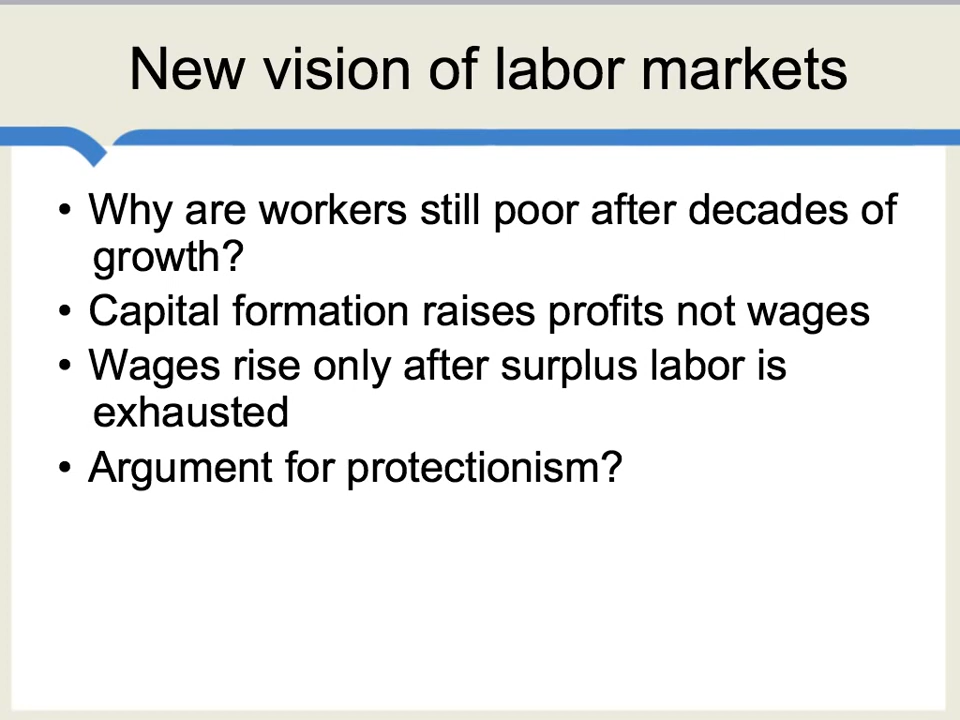 New vision of labor markets
• Why are workers still poor after decades of
growth?
• Capital formation raises profits not wages
• Wages rise only after surplus labor is
exhausted
• Argument for protectionism?